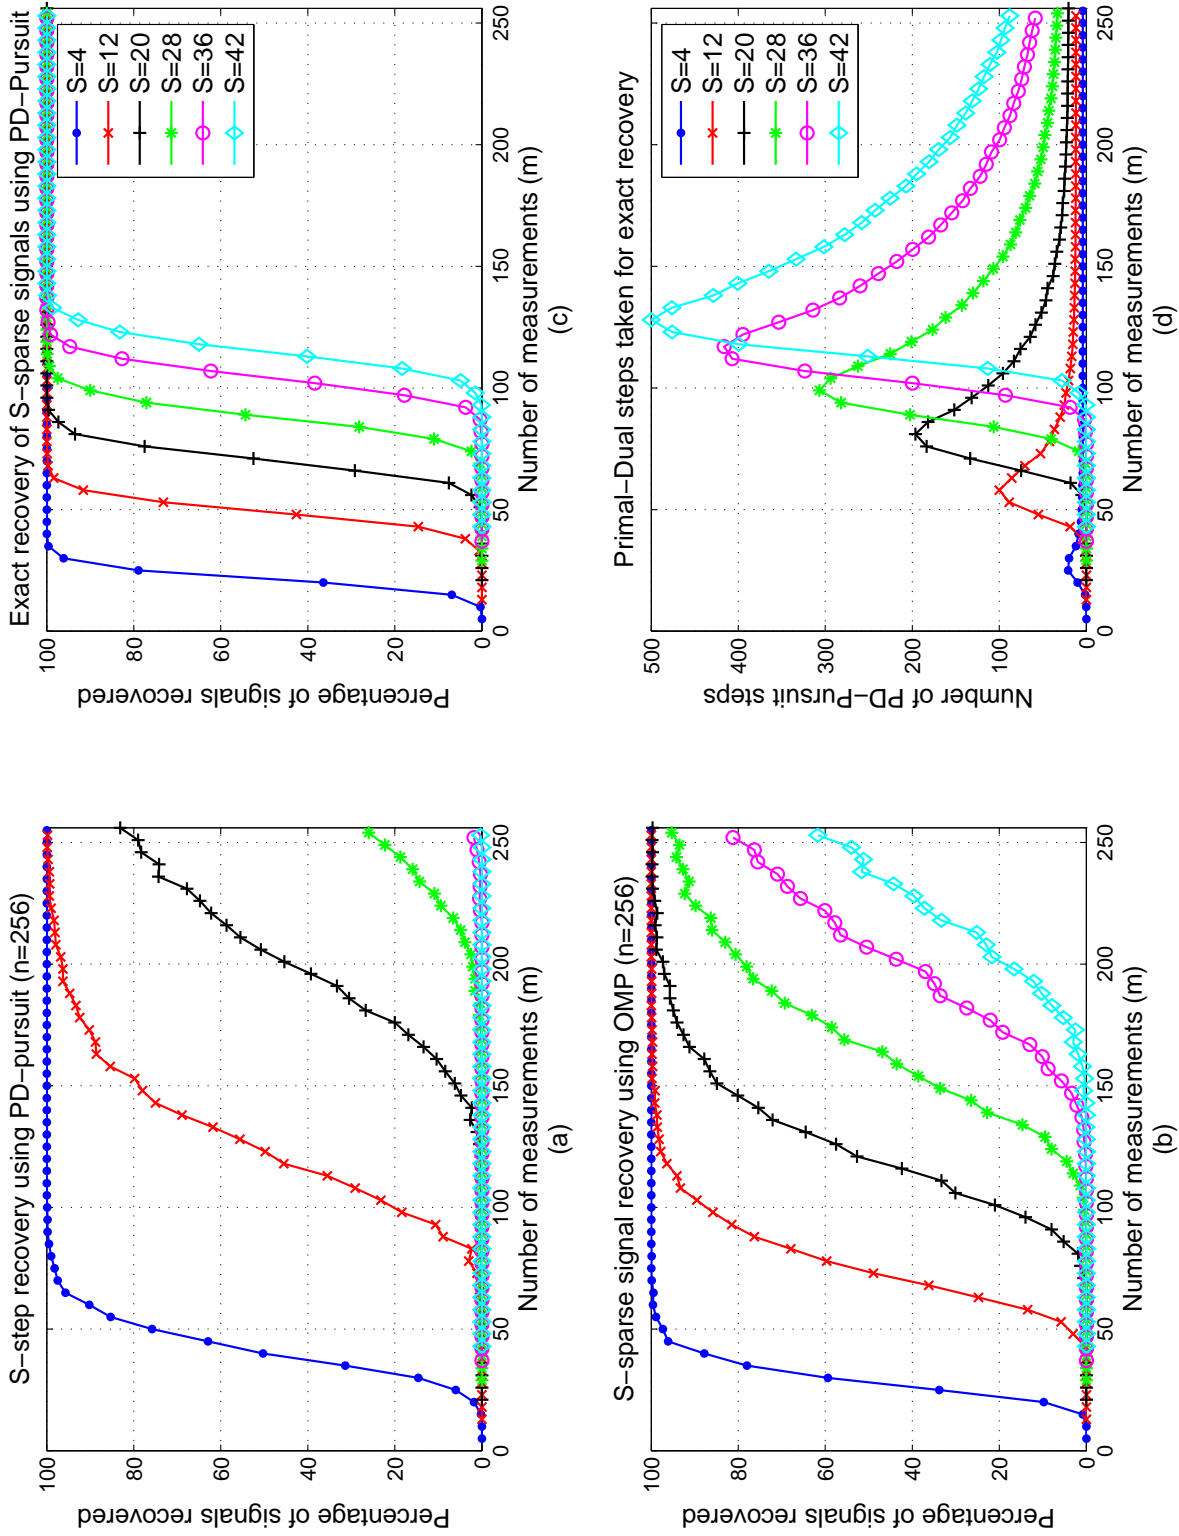 S−step recovery using PD−pursuit (n=256)
100
80
60
40
20
0
50
100
150
200
250
Percentage of signals recovered
Number of measurements (m)
(a)
Exact recovery of S−sparse signals using PD−Pursuit
S=4
S=12
S=20
S=28
S=36
S=42
100
80
60
40
20
0
50
100
150
200
250
Percentage of signals recovered
Number of measurements (m)
(c)
S−sparse signal recovery using OMP (n=256)
100
80
60
40
20
0
50
100
150
200
250
Percentage of signals recovered
Number of measurements (m)
(b)
Primal−Dual steps taken for exact recovery
S=4
S=12
S=20
S=28
S=36
S=42
500
400
300
200
100
0
50
100
150
200
250
Number of PD−Pursuit steps
Number of measurements (m)
(d)